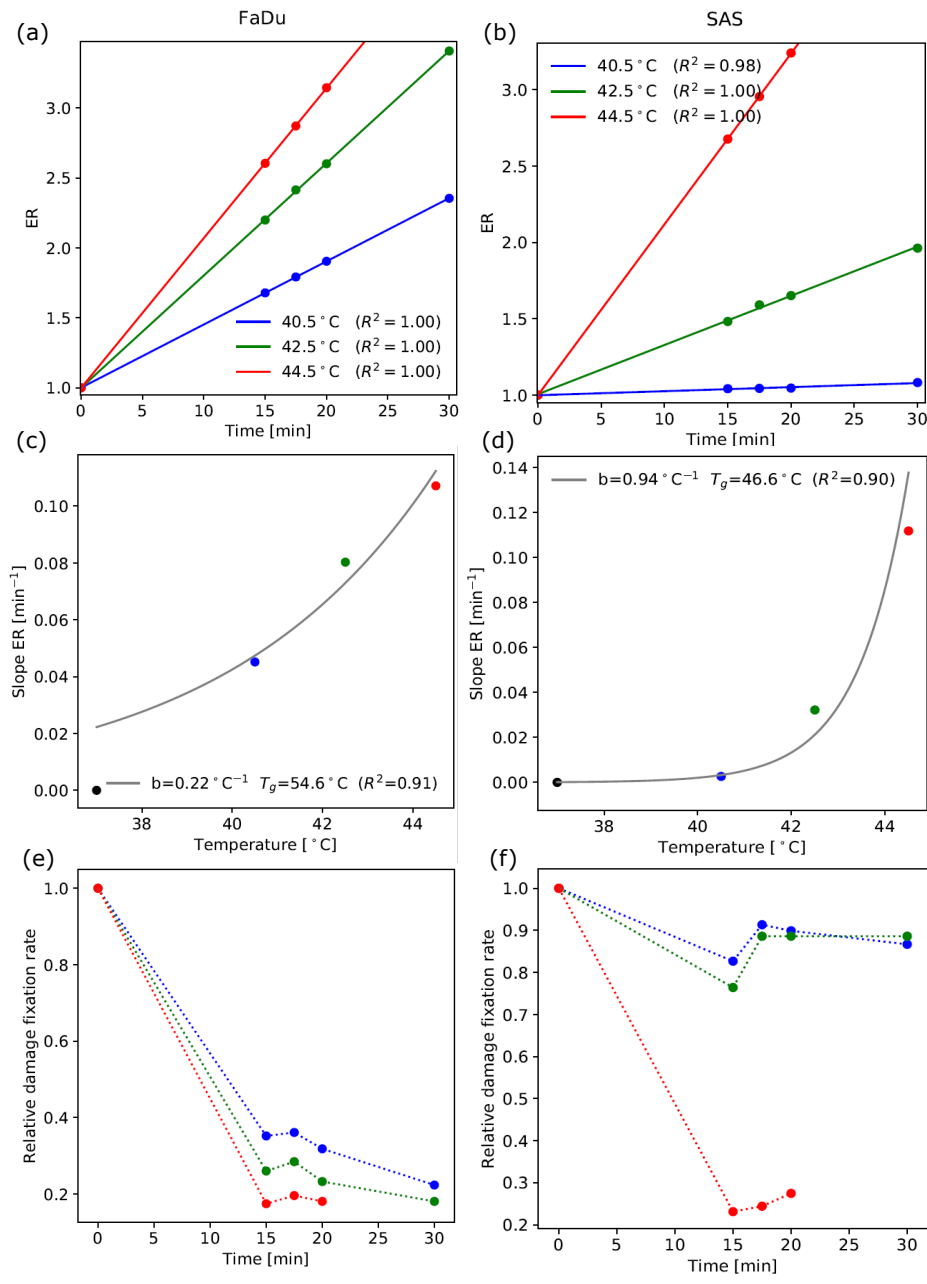 FaDu
SAS
(a)
3.0
2.5
2.0
1.5
1.0
ER
40.5°C (R² = 1.00)
42.5°C (R² = 1.00)
44.5°C (R² = 1.00)
0 5 10 15 20 25 30
Time [min]
(b)
3.0
2.5
2.0
1.5
1.0
ER
40.5°C (R² = 0.98)
42.5°C (R² = 1.00)
44.5°C (R² = 1.00)
0 5 10 15 20 25 30
Time [min]
(c)
0.10
0.08
0.06
0.04
0.02
0.00
Slope ER [min⁻¹]
b=0.22°C⁻¹ T_g=54.6°C (R²=0.91)
38 40 42 44
Temperature [°C]
(d)
0.14
0.12
0.10
0.08
0.06
0.04
0.02
0.00
Slope ER [min⁻¹]
b=0.94°C⁻¹ T_g=46.6°C (R²=0.90)
38 40 42 44
Temperature [°C]
(e)
1.0
0.8
0.6
0.4
0.2
Relative damage fixation rate
0 5 10 15 20 25 30
Time [min]
(f)
1.0
0.9
0.8
0.7
0.6
0.5
0.4
0.3
0.2
Relative damage fixation rate
0 5 10 15 20 25 30
Time [min]